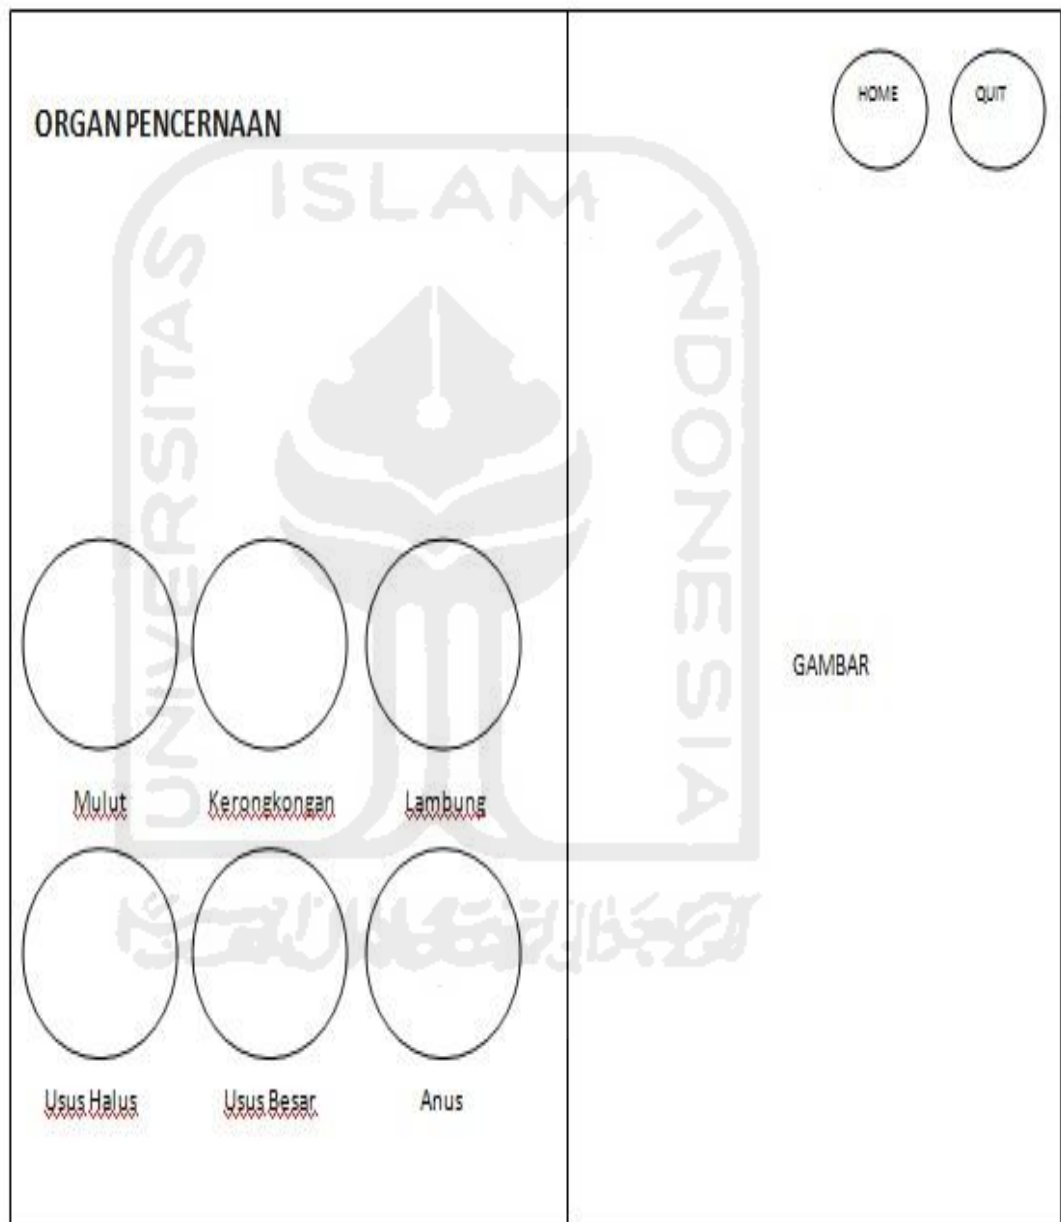 ORGAN PENCERNAAN
HOME
QUIT
UNIVERSITAS
ISLAM
INDONESIA
GAMBAR
Mulut
Kerongkongan
Lambung
Usus Halus
Usus Besar
Anus